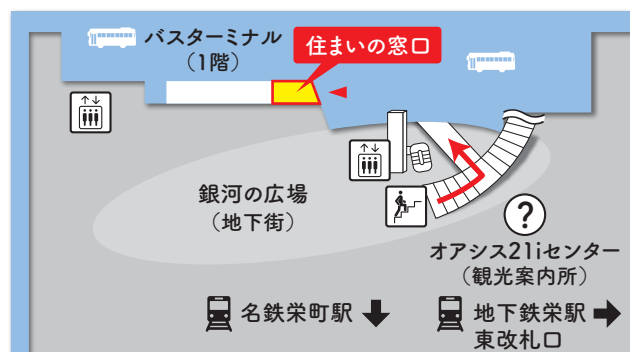 バスターミナル
（1階）
住まいの窓口
銀河の広場
（地下街）
?
オアシス21iセンター
（観光案内所）
名鉄栄町駅
地下鉄栄駅
東改札口